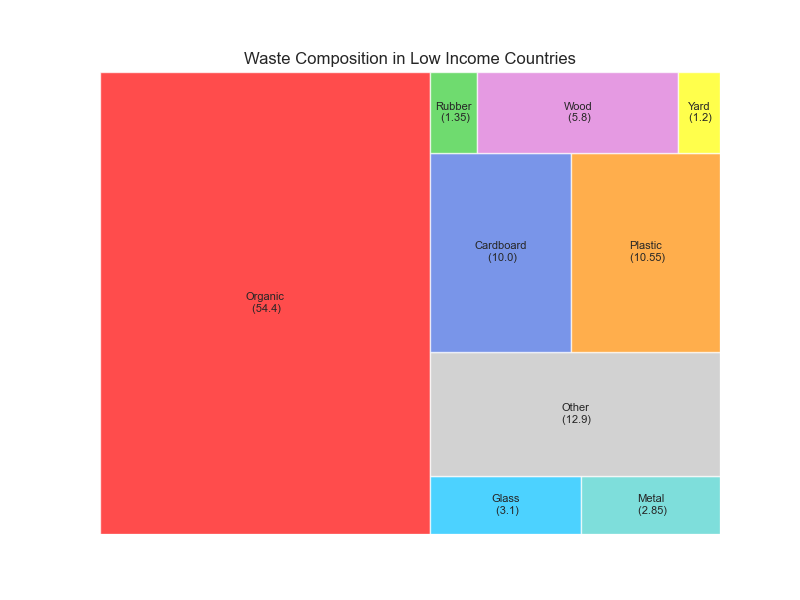 Waste Composition in Low Income Countries
Rubber
(1.35)
Wood
(5.8)
Yard
(1.2)
Cardboard
(10.0)
Plastic
(10.55)
Organic
(54.4)
Other
(12.9)
Glass
(3.1)
Metal
(2.85)